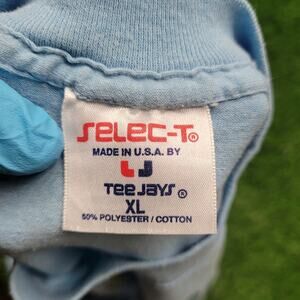 SELEC-T®
MADE IN U.S.A. BY
TEE JAYS ®
XL
50% POLYESTER / COTTON